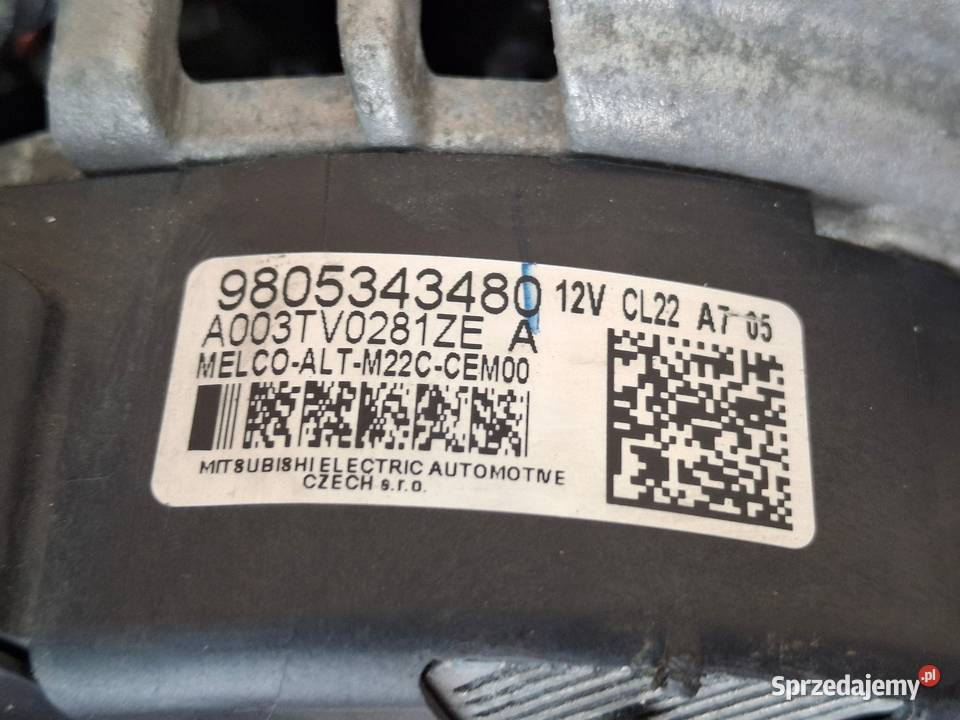 9805343480 12V CL22 A7 05
A003TV0281ZE A
MELCO-ALT-M22C-CEM00
MITSUBISHI ELECTRIC AUTOMOTIVE
CZECH s.r.o.
Sprzedajemy.pl